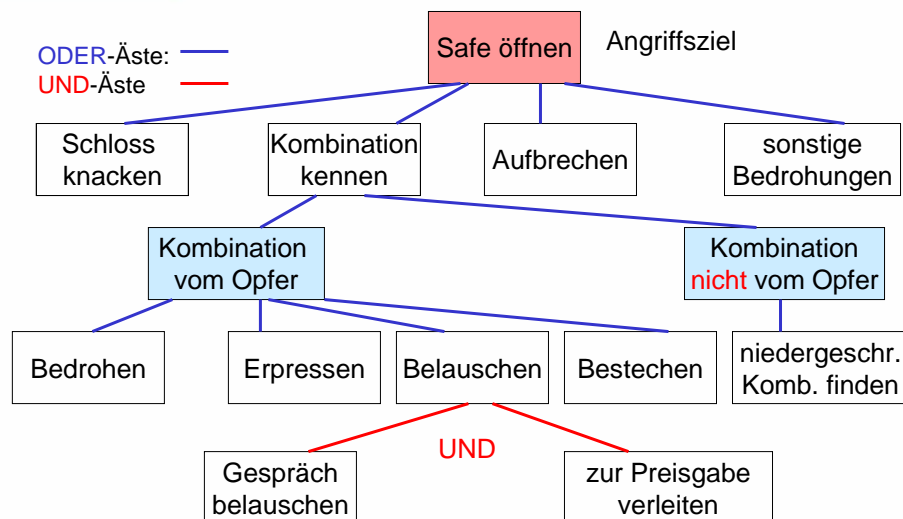 Safe öffnen
Angriffsziel
ODER-Äste:
UND-Äste
Schloss
knacken
Kombination
kennen
Aufbrechen
sonstige
Bedrohungen
Kombination
vom Opfer
Kombination
nicht vom Opfer
Bedrohen
Erpressen
Belauschen
Bestechen
niedergeschr.
Komb. finden
UND
Gespräch
belauschen
zur Preisgabe
verleiten